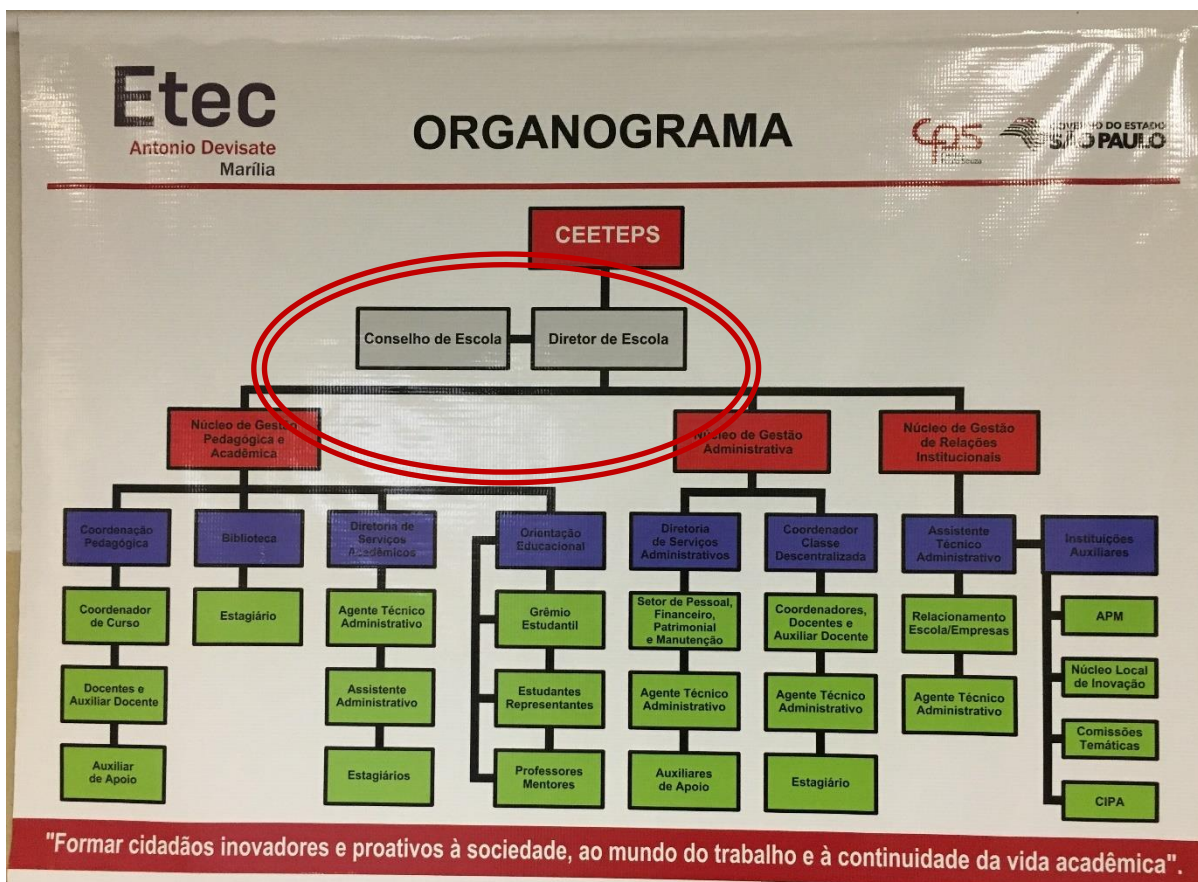 Etec
Antonio Devisate
Marília
ORGANOGRAMA
CPS
GOVERNO DO ESTADO
SÃO PAULO
CEETEPS
Conselho de Escola
Diretor de Escola
Núcleo de Gestão
Pedagógica e
Acadêmica
Núcleo de Gestão
Administrativa
Núcleo de Gestão
de Relações
Institucionais
Coordenação
Pedagógica
Biblioteca
Diretoria de
Serviços
Acadêmicos
Orientação
Educacional
Diretoria
de Serviços
Administrativos
Coordenador
Classe
Descentralizada
Assistente
Técnico
Administrativo
Instituições
Auxiliares
Coordenador
de Curso
Estagiário
Agente Técnico
Administrativo
Grêmio
Estudantil
Setor de Pessoal,
Financeiro,
Patrimonial
e Manutenção
Coordenadores,
Docentes e
Auxiliar Docente
Relacionamento
Escola/Empresas
APM
Docentes e
Auxiliar Docente
Assistente
Administrativo
Estudantes
Representantes
Agente Técnico
Administrativo
Agente Técnico
Administrativo
Agente Técnico
Administrativo
Núcleo Local
de Inovação
Comissões
Temáticas
Auxiliar
de Apoio
Estagiários
Professores
Mentores
Auxiliares
de Apoio
Estagiário
CIPA
"Formar cidadãos inovadores e proativos à sociedade, ao mundo do trabalho e à continuidade da vida acadêmica".